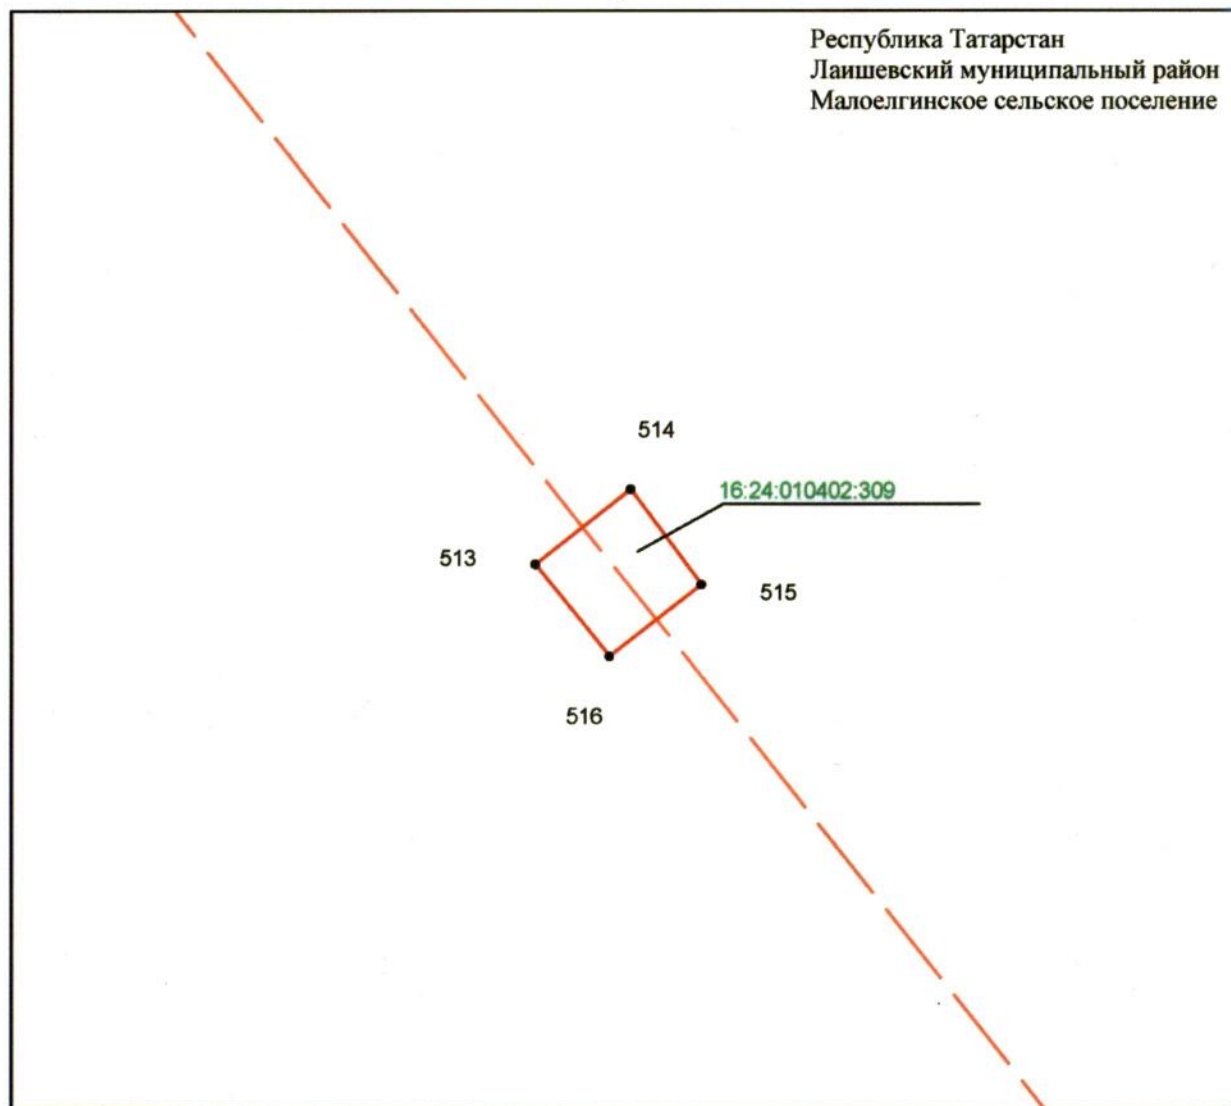 Республика Татарстан
Лаишевский муниципальный район
Малоелгинское сельское поселение
514
16:24:010402:309
513
515
516